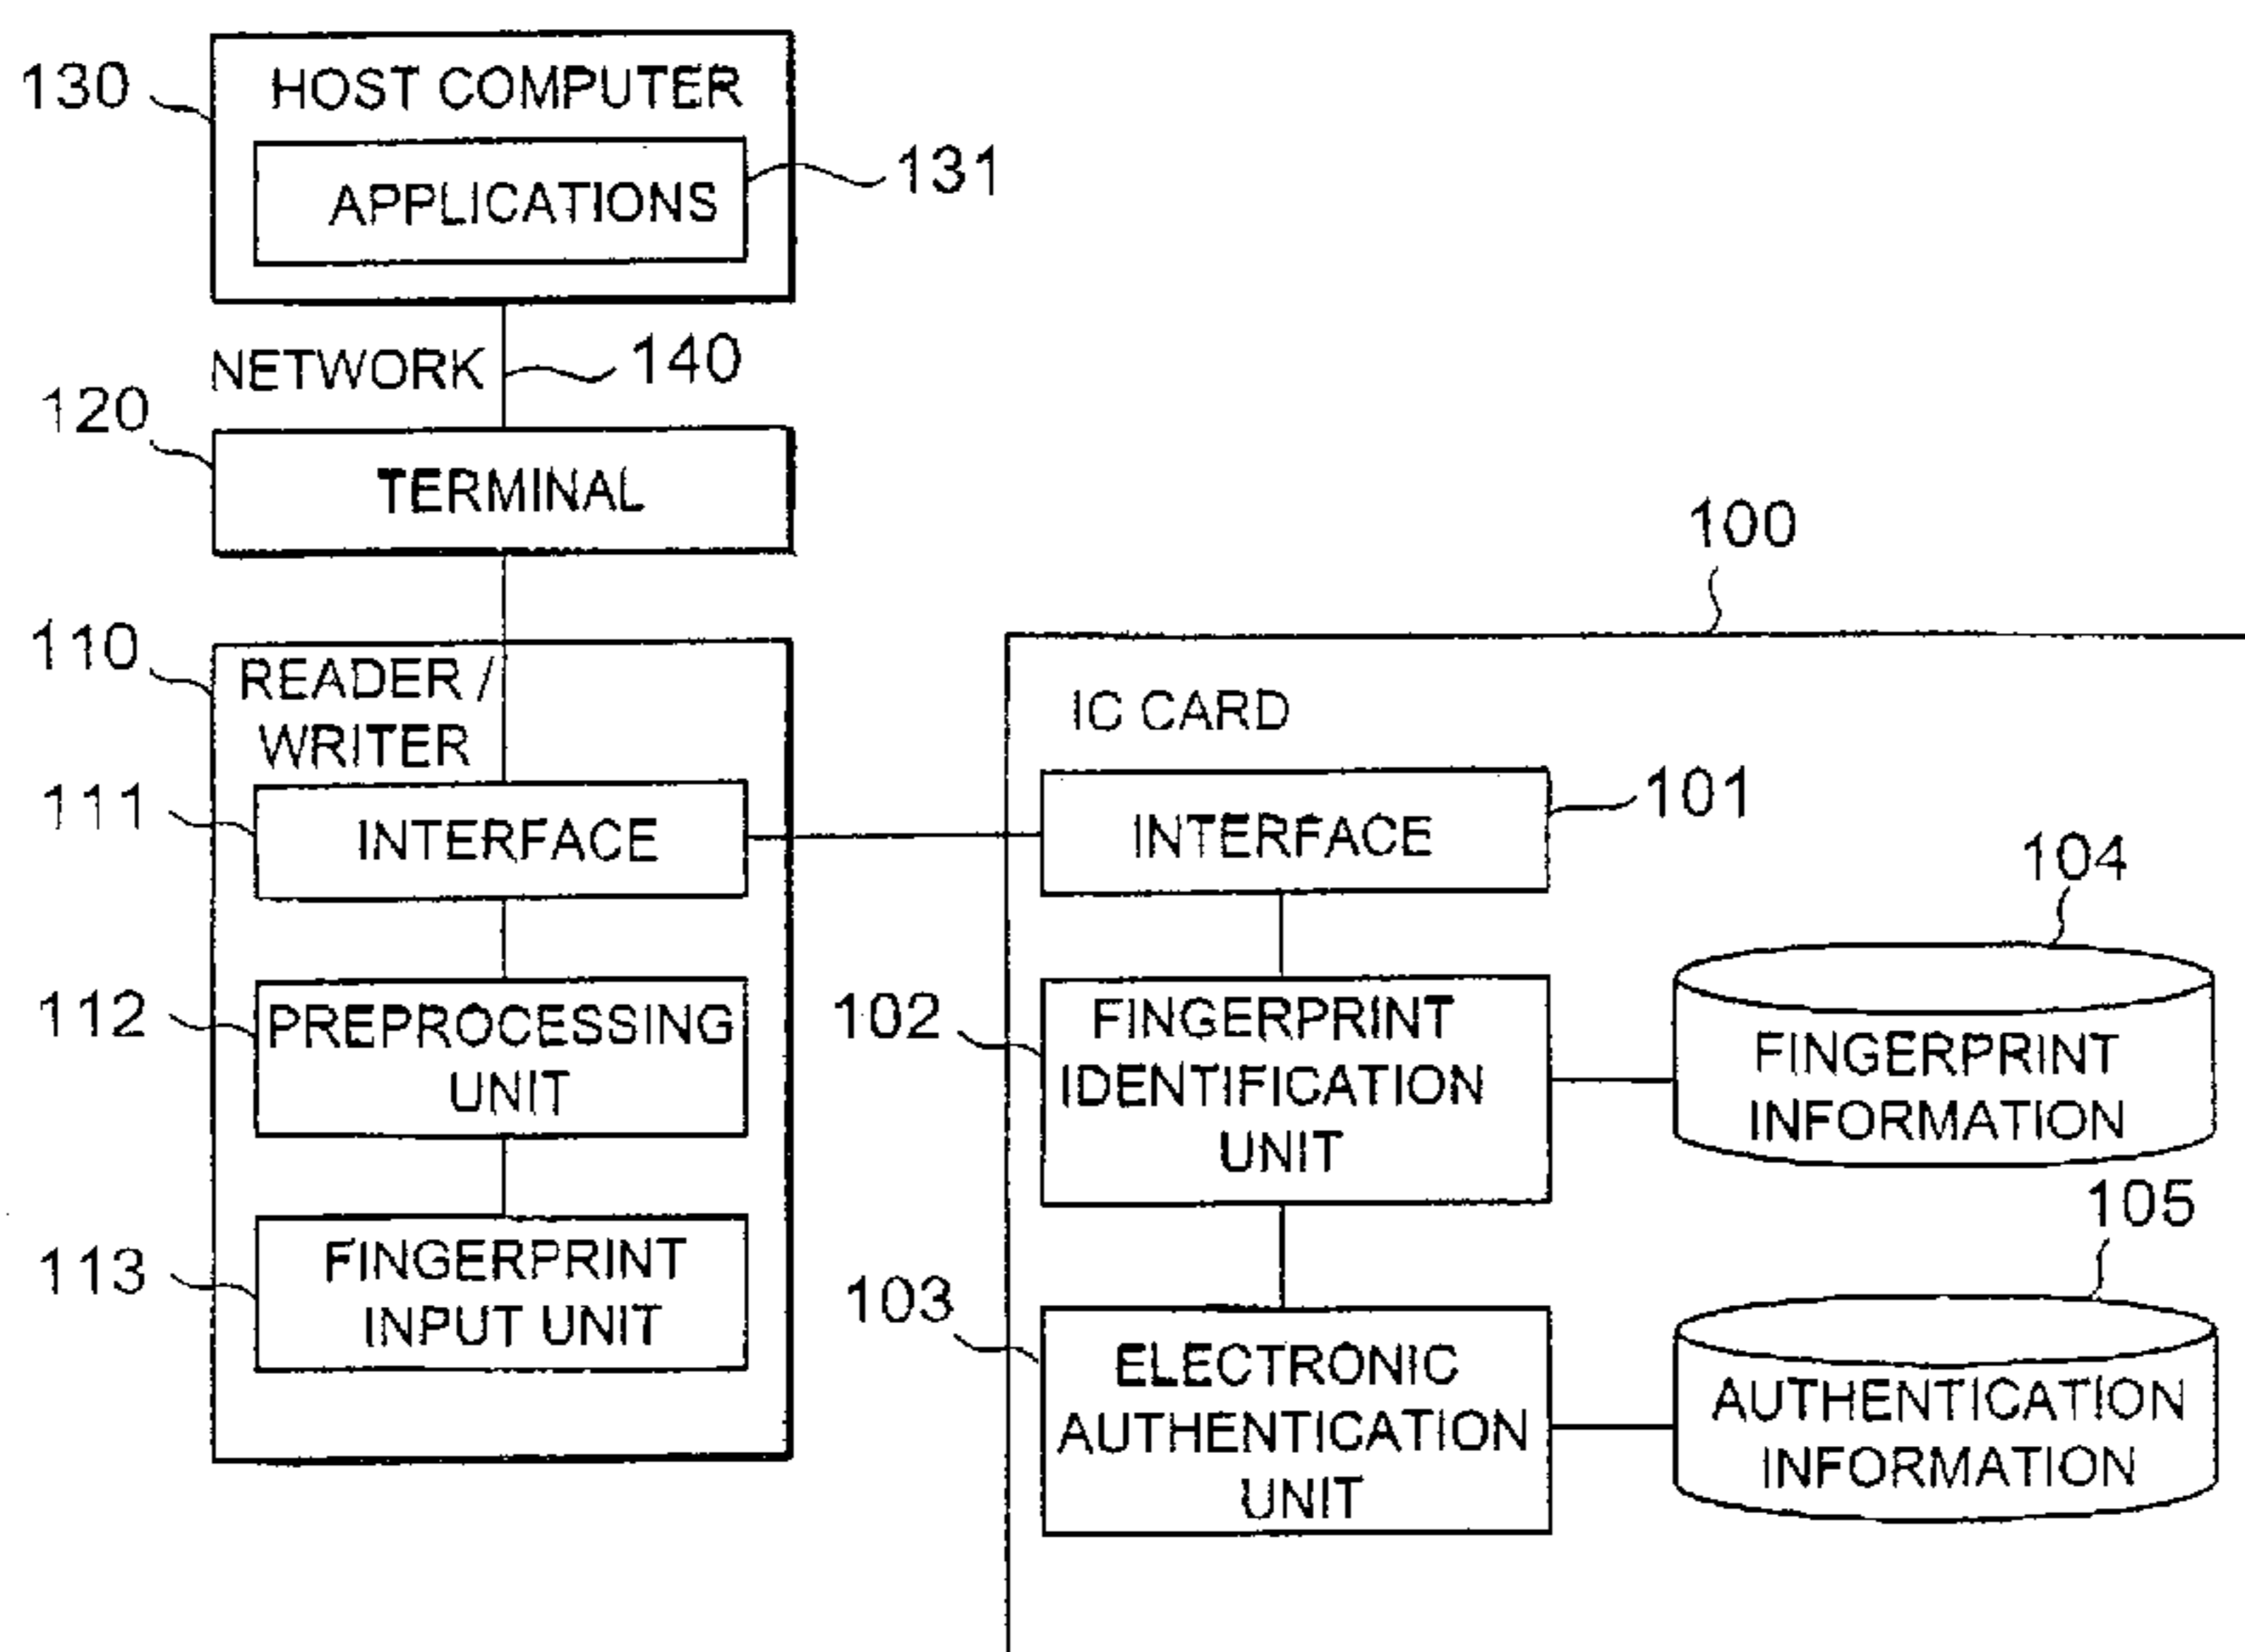 130
HOST COMPUTER
APPLICATIONS
131
NETWORK
140
120
TERMINAL
110
READER /
WRITER
111
INTERFACE
112
PREPROCESSING
UNIT
113
FINGERPRINT
INPUT UNIT
100
IC CARD
INTERFACE
101
102
FINGERPRINT
IDENTIFICATION
UNIT
104
FINGERPRINT
INFORMATION
103
ELECTRONIC
AUTHENTICATION
UNIT
105
AUTHENTICATION
INFORMATION